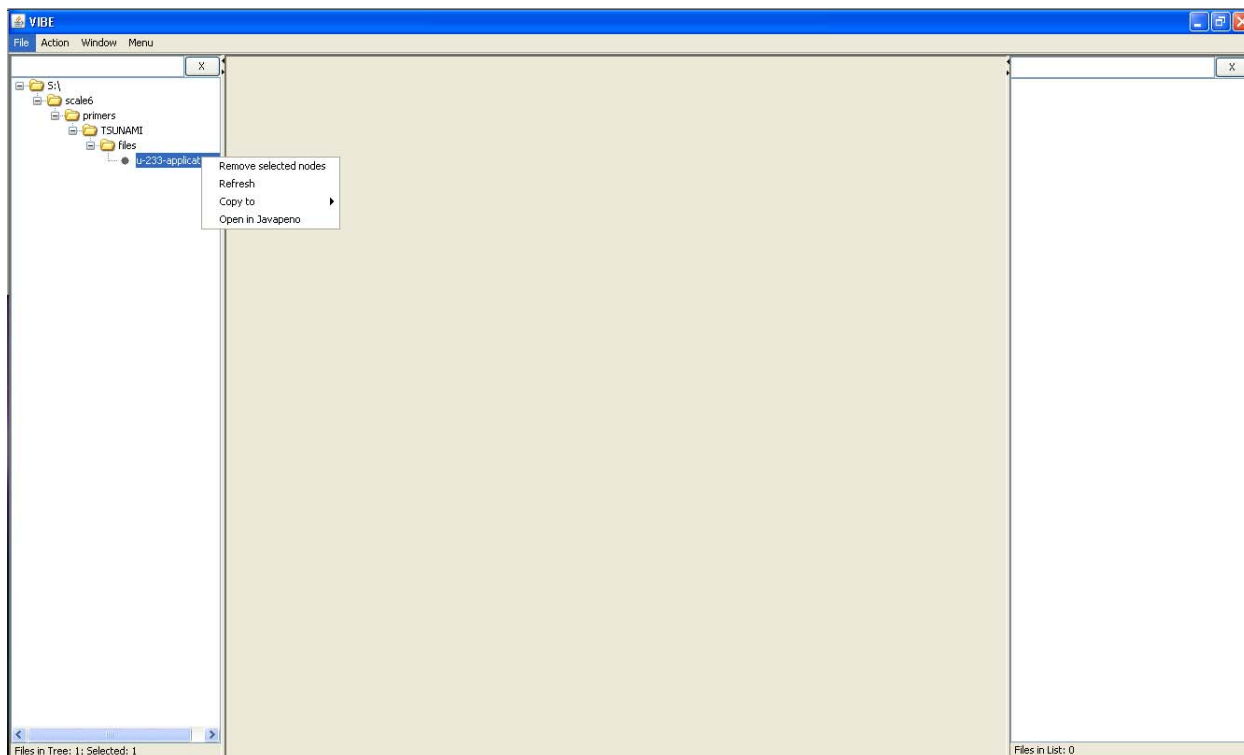 VIBE
File Action Window Menu
X
X
S:\
scale6
primers
TSUNAMI
files
u-233-applicat
Remove selected nodes
Refresh
Copy to
Open in Javapeno
Files in Tree: 1; Selected: 1
Files in List: 0